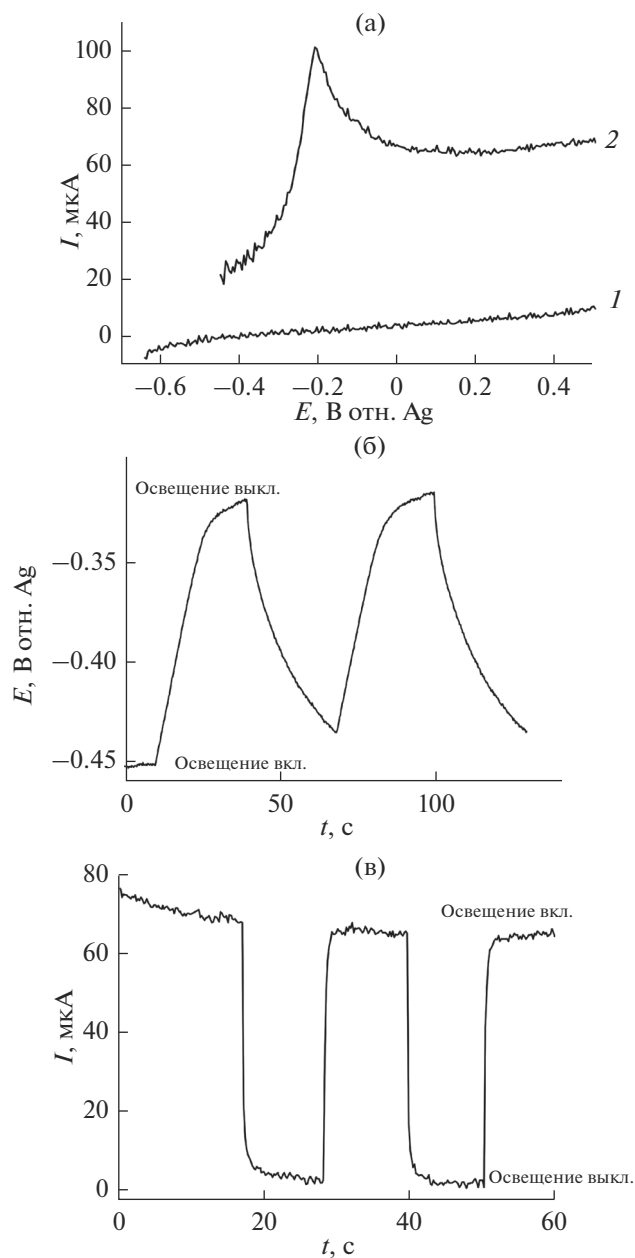 (а)
100
80
60
40
20
0
2
1
I, мкА
−0.6 −0.4 −0.2 0 0.2 0.4
E, В отн. Ag
(б)
Освещение выкл.
−0.35
−0.40
−0.45
E, В отн. Ag
Освещение вкл.
0 50 100
t, с
(в)
80
60
40
20
0
I, мкА
Освещение вкл.
Освещение выкл.
0 20 40 60
t, с